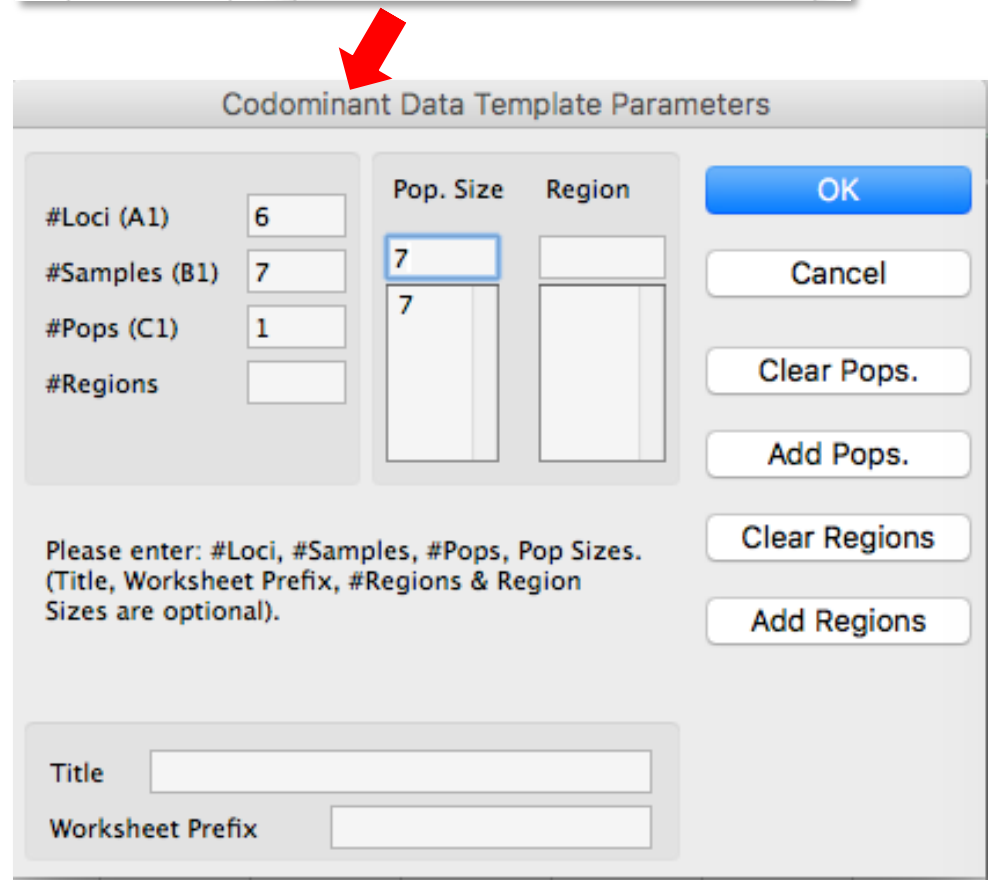 Codominant Data Template Parameters
#Loci (A1) 6
#Samples (B1) 7
#Pops (C1) 1
#Regions
Pop. Size Region
7
7
OK
Cancel
Clear Pops.
Add Pops.
Clear Regions
Add Regions
Please enter: #Loci, #Samples, #Pops, Pop Sizes.
(Title, Worksheet Prefix, #Regions & Region
Sizes are optional).
Title
Worksheet Prefix